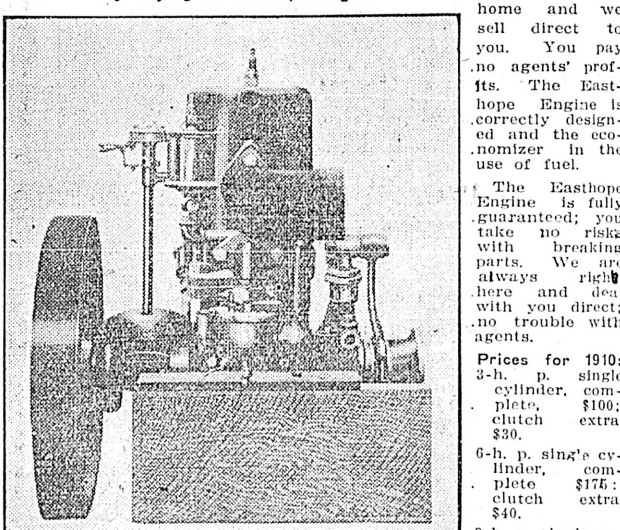 home and we
sell direct to
you. You pay
no agents' prof-
its. The East-
hope Engine is
correctly design-
ed and the eco-
nomizer in the
use of fuel.
The Easthope
Engine is fully
guaranteed; you
take no risks
with breaking
parts. We are
always right
here and deal
with you direct;
no trouble with
agents.
Prices for 1910:
3-h. p. single
cylinder, com-
plete, $100;
clutch extra
$30.
6-h. p. sing'e cy-
linder, com-
plete $175:
clutch extra
$40.